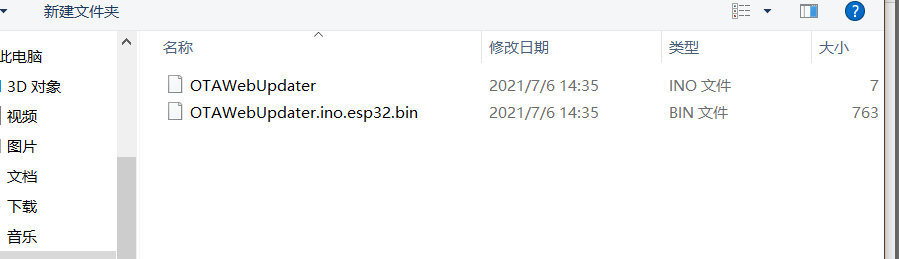 新建文件夹
?
此电脑
3D 对象
视频
图片
文档
下载
音乐
名称 修改日期 类型 大小
OTAWebUpdater 2021/7/6 14:35 INO 文件 7
OTAWebUpdater.ino.esp32.bin 2021/7/6 14:35 BIN 文件 763